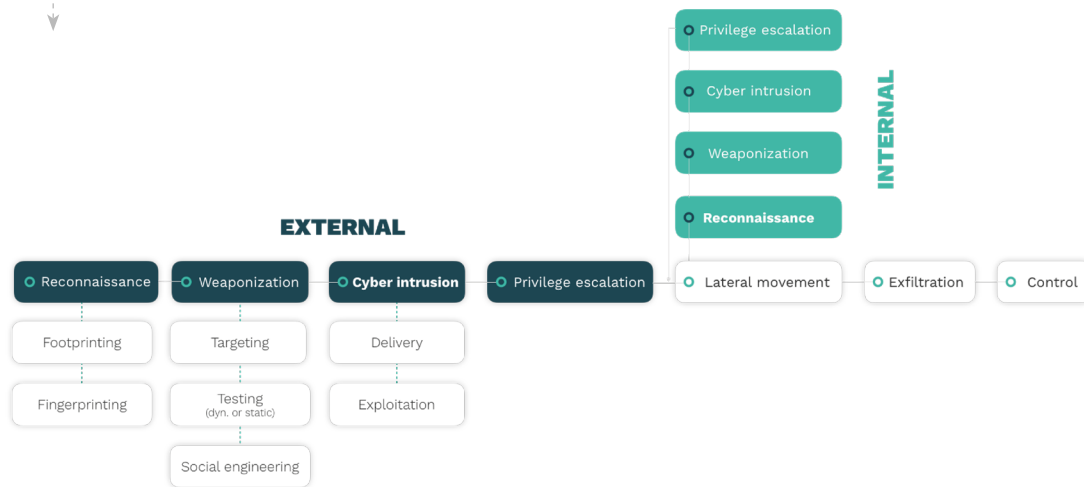 Privilege escalation
Cyber intrusion
Weaponization
Reconnaissance
INTERNAL
EXTERNAL
Reconnaissance
Weaponization
Cyber intrusion
Privilege escalation
Lateral movement
Exfiltration
Control
Footprinting
Targeting
Delivery
Fingerprinting
Testing
(dyn. or static)
Exploitation
Social engineering